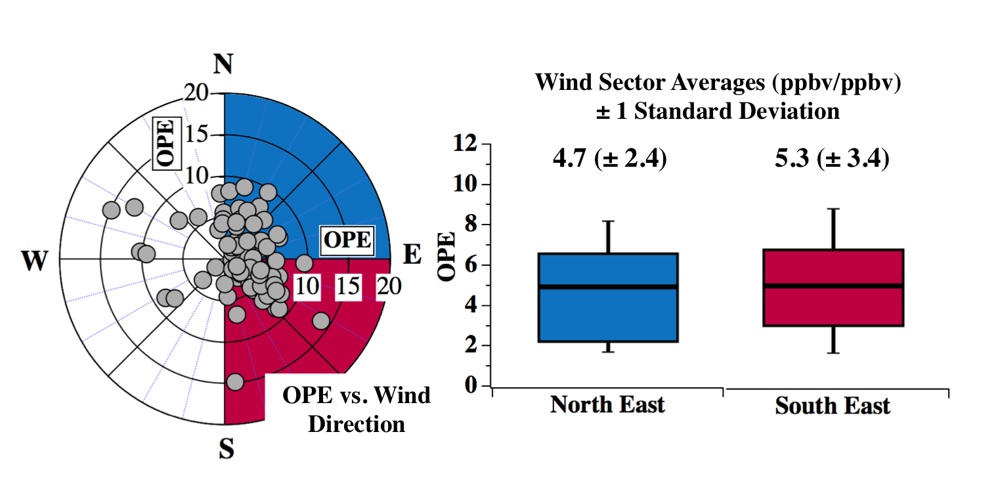 N
20
15
10
OPE
OPE
W
E
10
15
20
OPE vs. Wind
Direction
S
Wind Sector Averages (ppbv/ppbv)
± 1 Standard Deviation
4.7 (± 2.4)
5.3 (± 3.4)
OPE
12
10
8
6
4
2
0
North East
South East